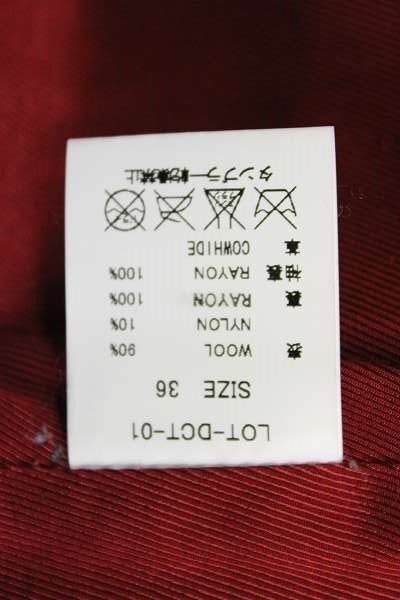 LOT-DCT-01
SIZE 36
表 WOOL 90%
NYLON 10%
裏 RAYON 100%
袖裏 RAYON 100%
革 COWHIDE
タンブラー乾燥禁止